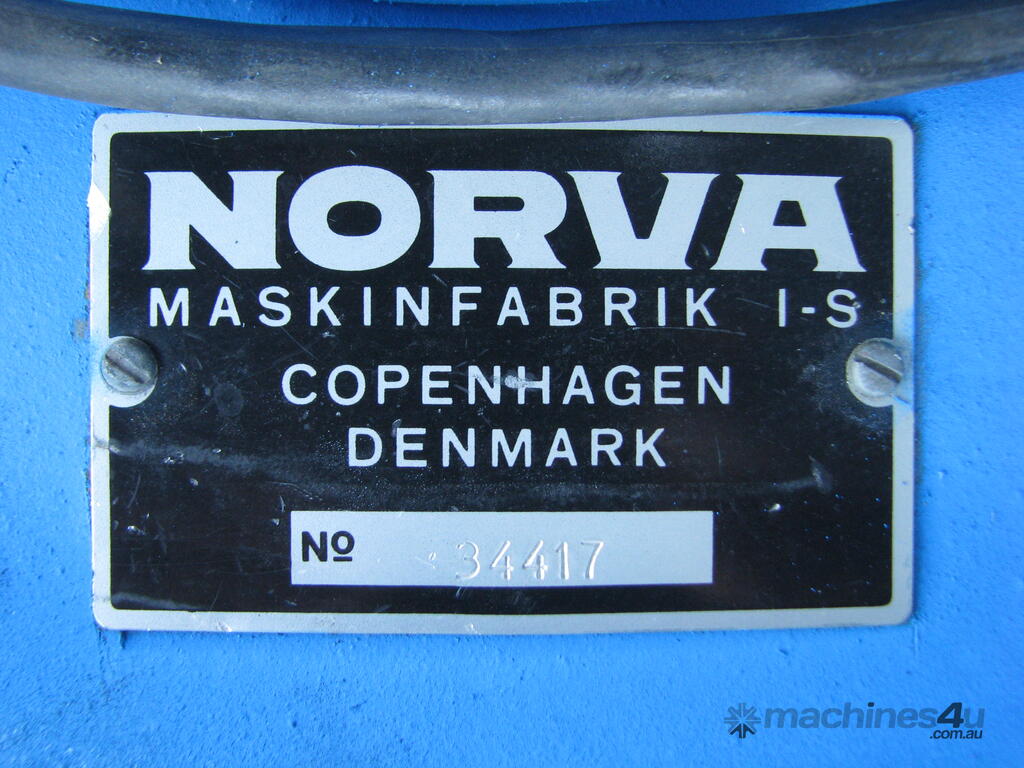 NORVA
MASKINFABRIK I-S
COPENHAGEN
DENMARK
Nº 34417
machines4u
.com.au